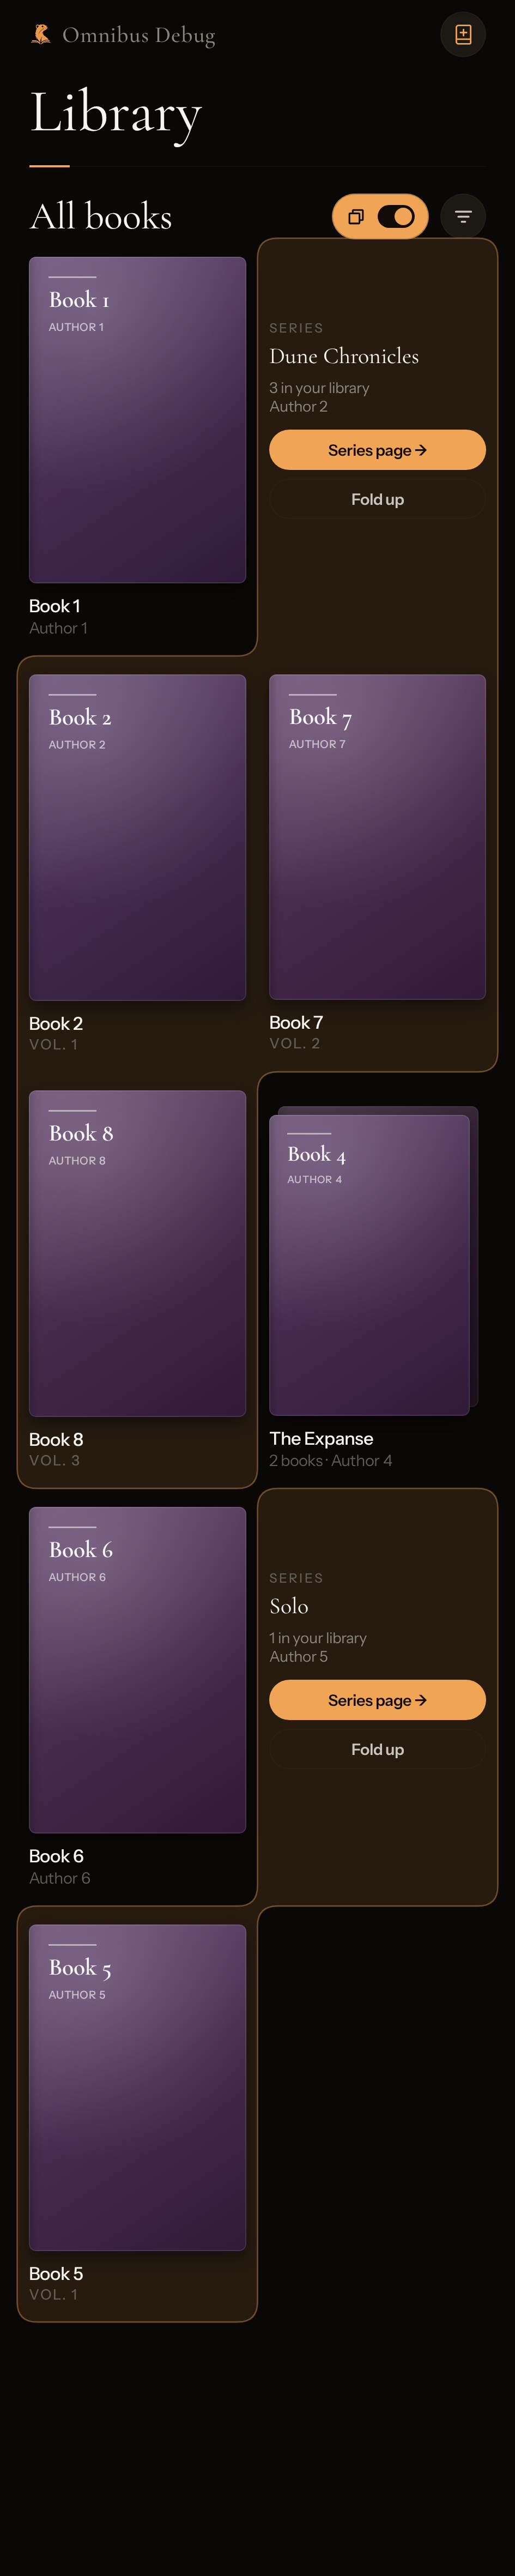 Omnibus Debug
Library
All books
Book 1
AUTHOR 1
Book 1
Author 1
SERIES
Dune Chronicles
3 in your library
Author 2
Series page →
Fold up
Book 2
AUTHOR 2
Book 2
VOL. 1
Book 7
AUTHOR 7
Book 7
VOL. 2
Book 8
AUTHOR 8
Book 8
VOL. 3
Book 4
AUTHOR 4
The Expanse
2 books · Author 4
Book 6
AUTHOR 6
Book 6
Author 6
SERIES
Solo
1 in your library
Author 5
Series page →
Fold up
Book 5
AUTHOR 5
Book 5
VOL. 1